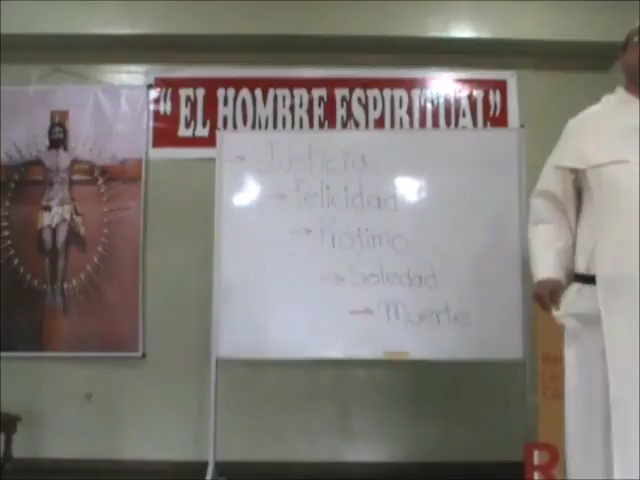 “EL HOMBRE ESPIRITUAL”
Justicia
Felicidad
Prójimo
Soledad
Muerte
R